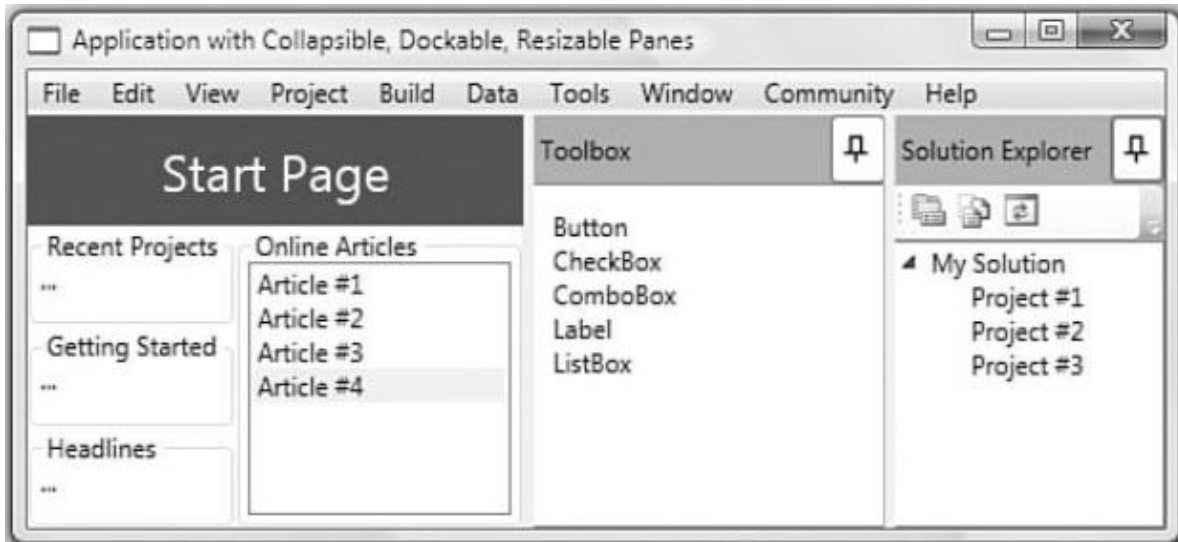 Application with Collapsible, Dockable, Resizable Panes
File Edit View Project Build Data Tools Window Community Help
Start Page
Recent Projects
...
Getting Started
...
Headlines
...
Online Articles
Article #1
Article #2
Article #3
Article #4
Toolbox
Button
CheckBox
ComboBox
Label
ListBox
Solution Explorer
My Solution
Project #1
Project #2
Project #3